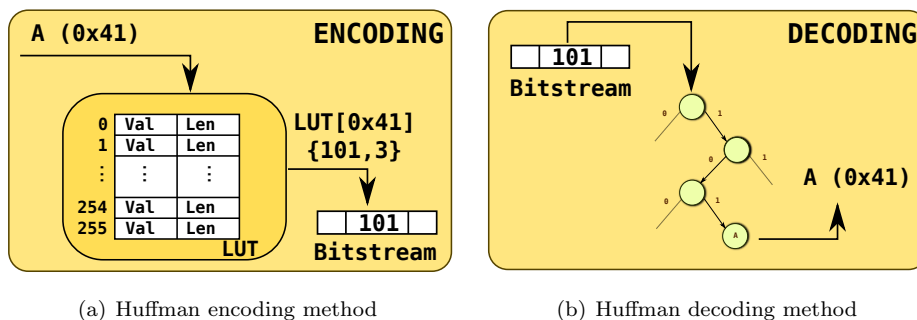 A (0x41)
ENCODING
0 Val Len
1 Val Len
⋮ ⋮ ⋮
254 Val Len
255 Val Len
LUT
LUT[0x41]
{101,3}
101
Bitstream
(a) Huffman encoding method
DECODING
101
Bitstream
0 1
0 1
0 1
A
A (0x41)
(b) Huffman decoding method